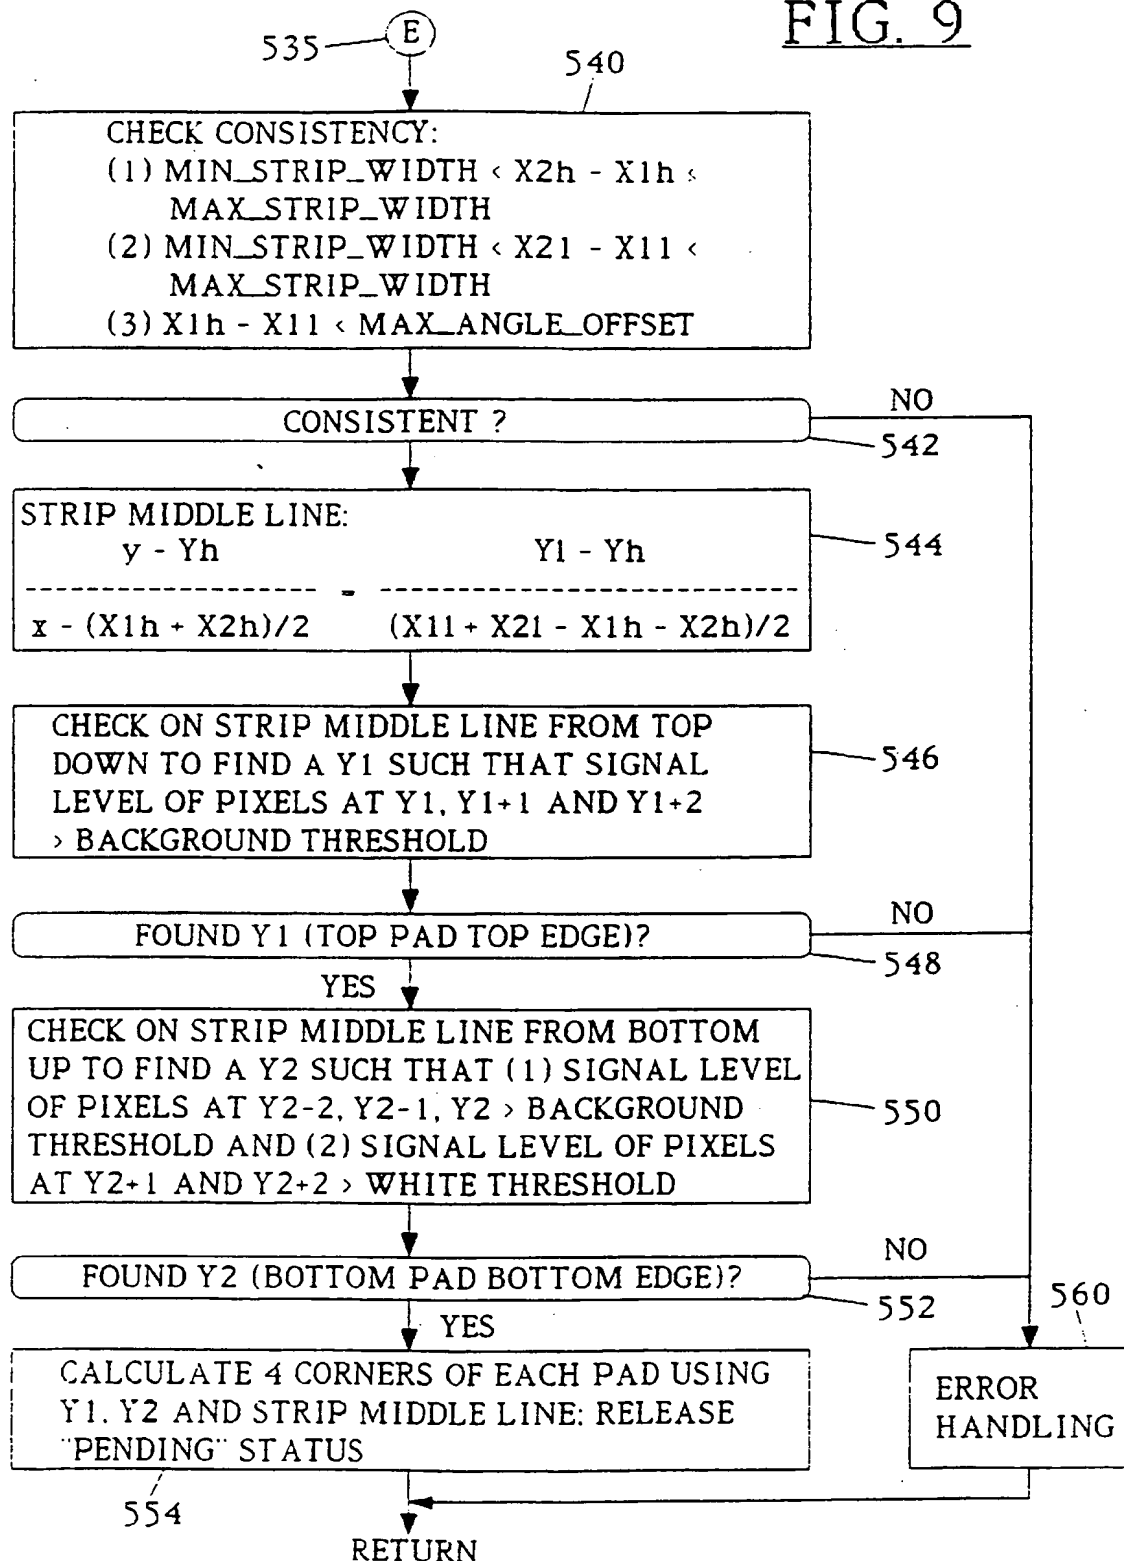 FIG. 9
E
535
540
CHECK CONSISTENCY:
(1) MIN_STRIP_WIDTH < X2h - X1h <
MAX_STRIP_WIDTH
(2) MIN_STRIP_WIDTH < X2l - X1l <
MAX_STRIP_WIDTH
(3) X1h - X1l < MAX_ANGLE_OFFSET
CONSISTENT ?
NO
542
STRIP MIDDLE LINE:
y - Yh Yl - Yh
------------------ - --------------------------
x - (X1h + X2h)/2 (X1l + X2l - X1h - X2h)/2
544
CHECK ON STRIP MIDDLE LINE FROM TOP
DOWN TO FIND A Y1 SUCH THAT SIGNAL
LEVEL OF PIXELS AT Y1, Y1+1 AND Y1+2
> BACKGROUND THRESHOLD
546
FOUND Y1 (TOP PAD TOP EDGE)?
NO
548
YES
CHECK ON STRIP MIDDLE LINE FROM BOTTOM
UP TO FIND A Y2 SUCH THAT (1) SIGNAL LEVEL
OF PIXELS AT Y2-2, Y2-1, Y2 > BACKGROUND
THRESHOLD AND (2) SIGNAL LEVEL OF PIXELS
AT Y2+1 AND Y2+2 > WHITE THRESHOLD
550
FOUND Y2 (BOTTOM PAD BOTTOM EDGE)?
NO
552
YES
560
CALCULATE 4 CORNERS OF EACH PAD USING
Y1, Y2 AND STRIP MIDDLE LINE; RELEASE
"PENDING" STATUS
554
ERROR
HANDLING
RETURN